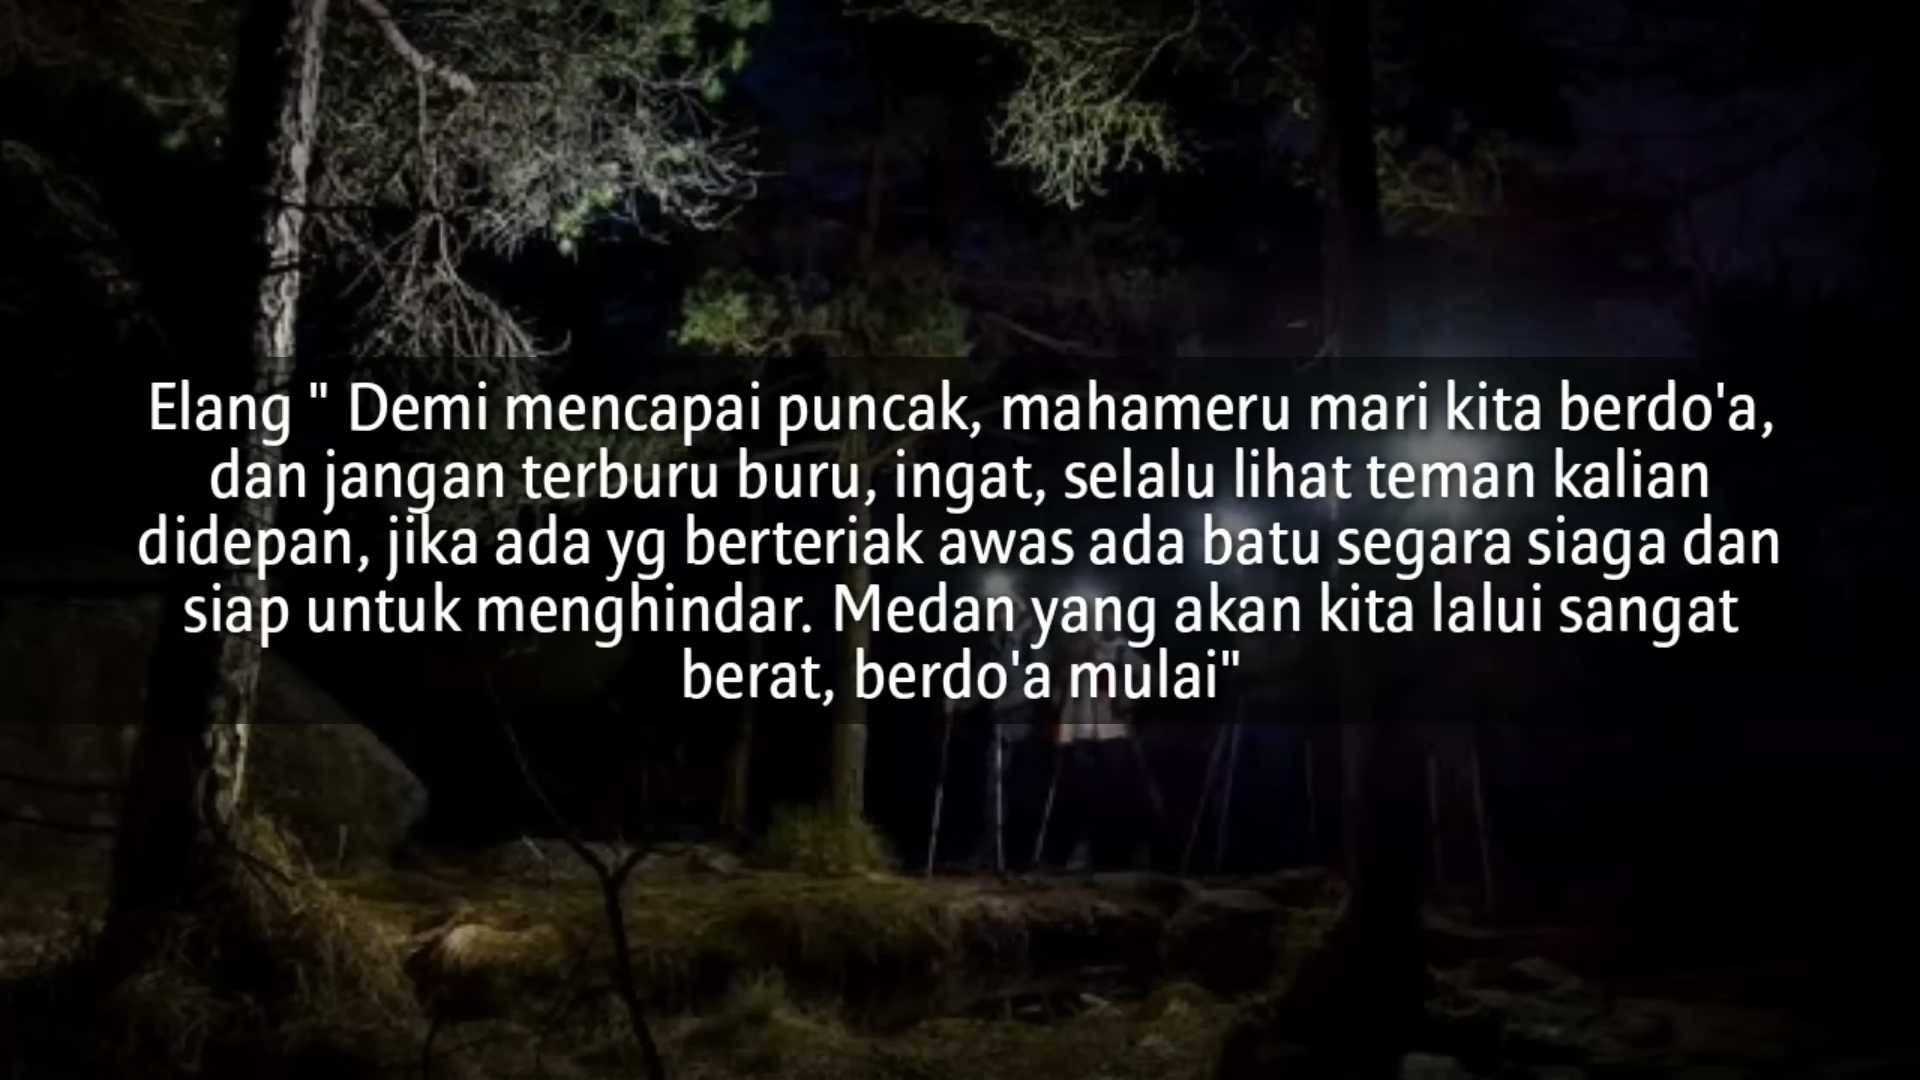 Elang " Demi mencapai puncak, mahameru mari kita berdo'a,
dan jangan terburu buru, ingat, selalu lihat teman kalian
didepan, jika ada yg berteriak awas ada batu segara siaga dan
siap untuk menghindar. Medan yang akan kita lalui sangat
berat, berdo'a mulai"